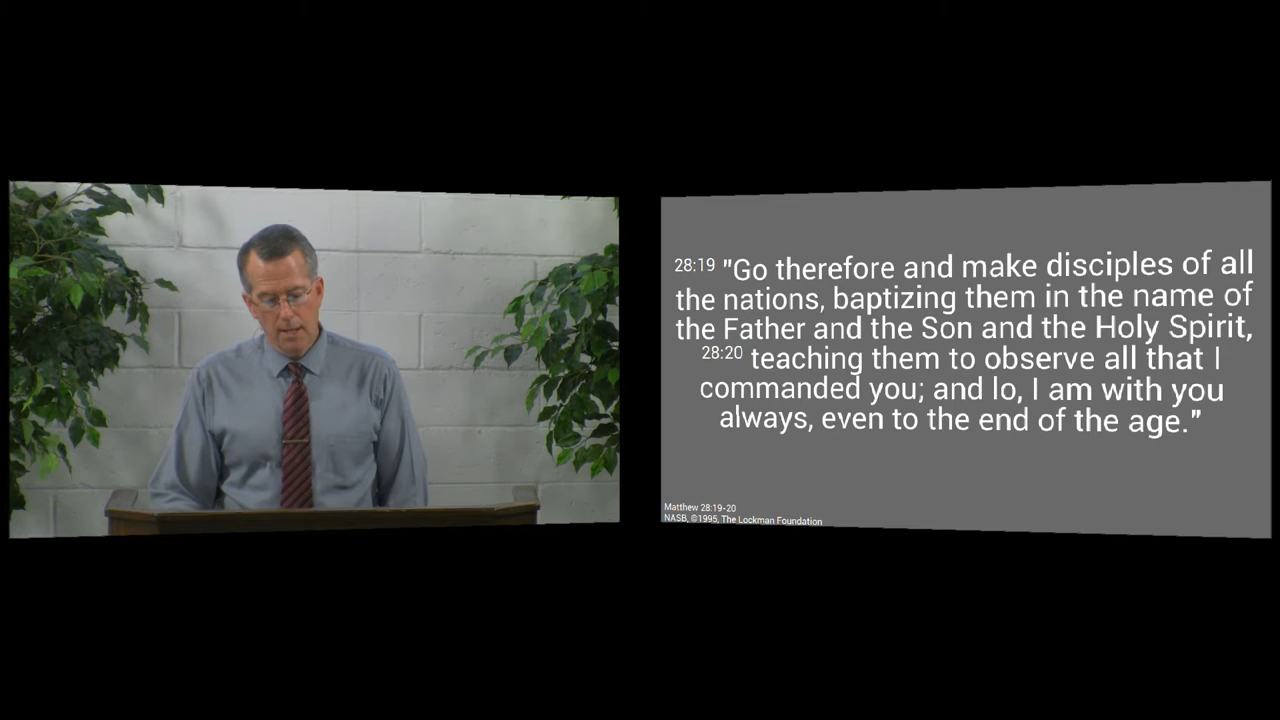 28:19 "Go therefore and make disciples of all
the nations, baptizing them in the name of
the Father and the Son and the Holy Spirit,
28:20 teaching them to observe all that I
commanded you; and lo, I am with you
always, even to the end of the age."
Matthew 28:19-20
NASB, ©1995, The Lockman Foundation